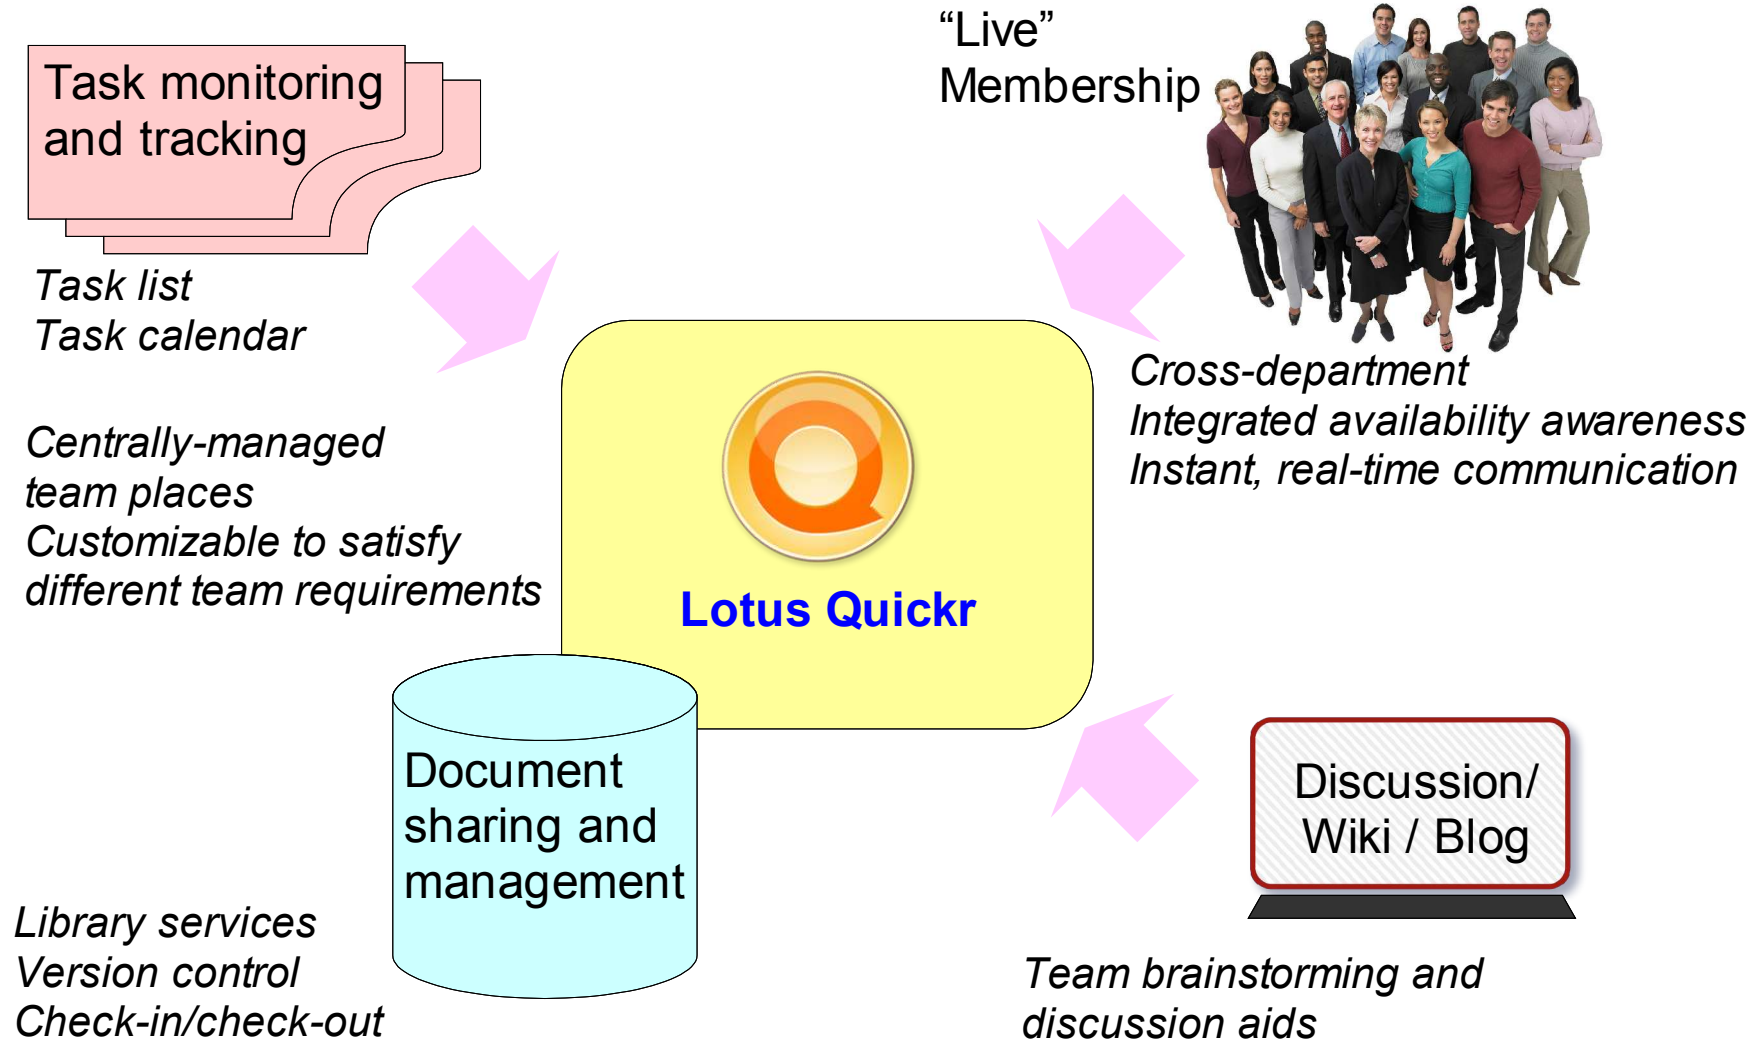 Task monitoring
and tracking
Task list
Task calendar
“Live”
Membership
Cross-department
Integrated availability awareness
Instant, real-time communication
Centrally-managed
team places
Customizable to satisfy
different team requirements
Lotus Quickr
Document
sharing and
management
Library services
Version control
Check-in/check-out
Discussion/
Wiki / Blog
Team brainstorming and
discussion aids